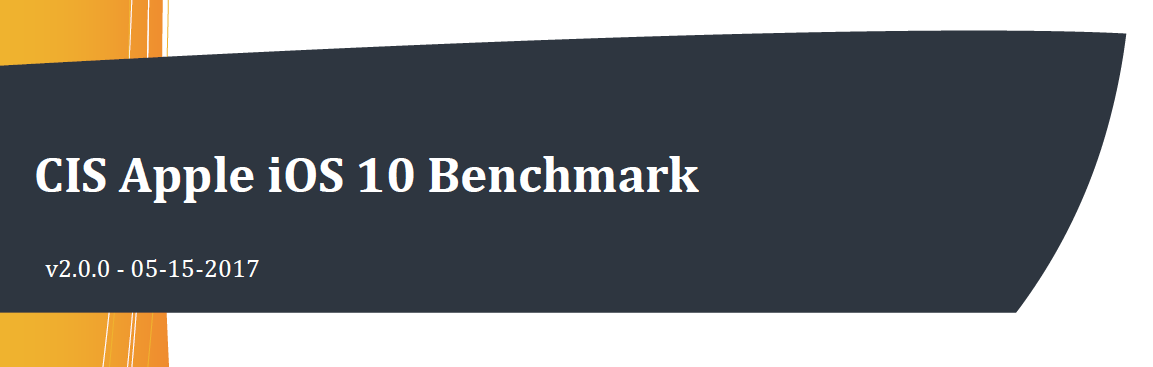 CIS Apple iOS 10 Benchmark
v2.0.0 - 05-15-2017